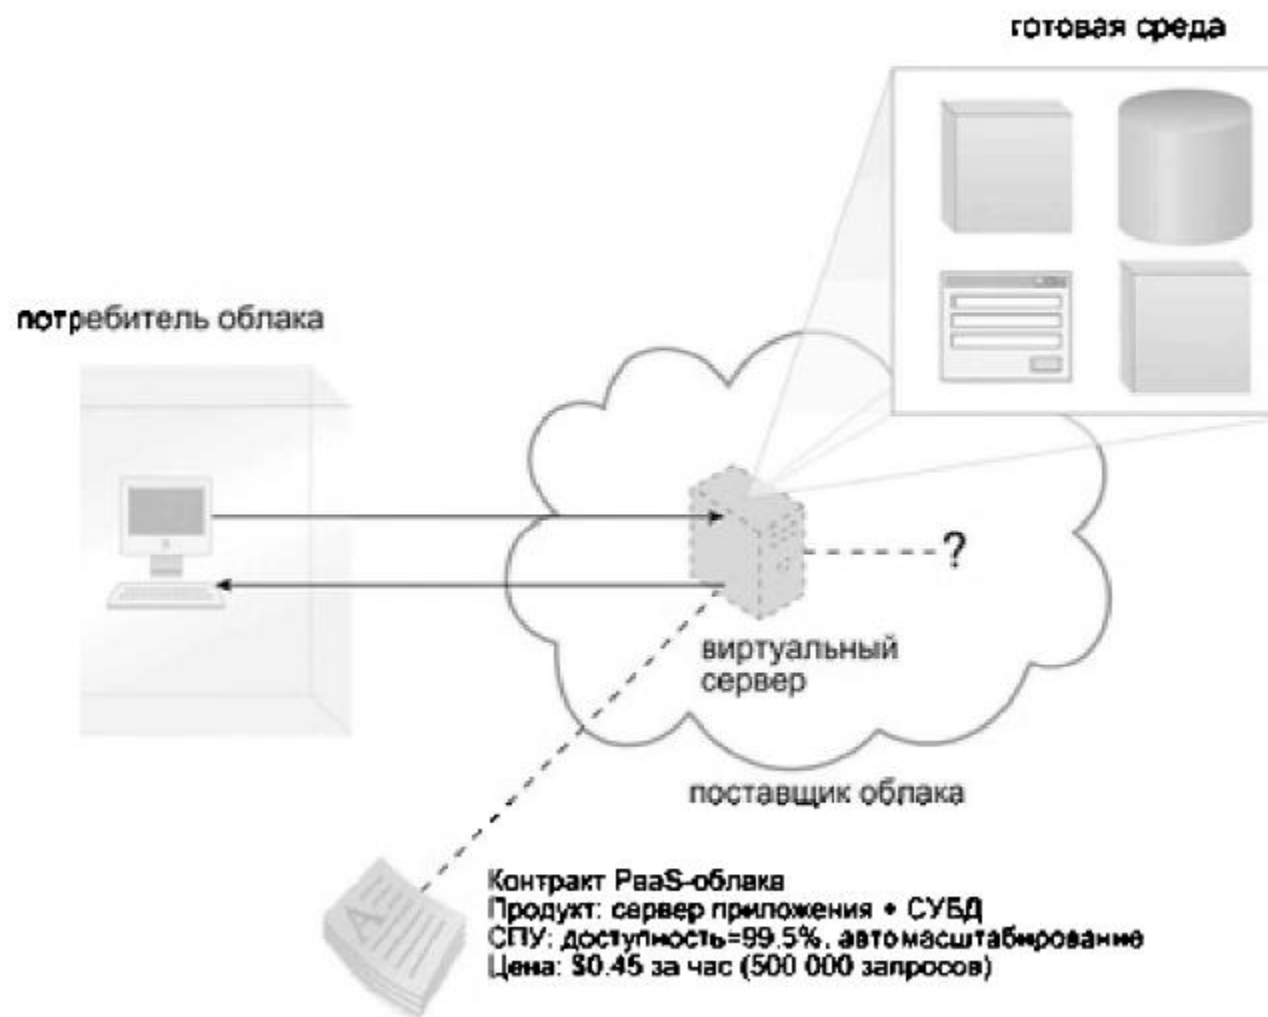 готовая среда
потребитель облака
?
виртуальный
сервер
поставщик облака
Контракт PaaS-облака
Продукт: сервер приложения + СУБД
СПУ: доступность=99.5%, автомасштабирование
Цена: $0.45 за час (500 000 запросов)